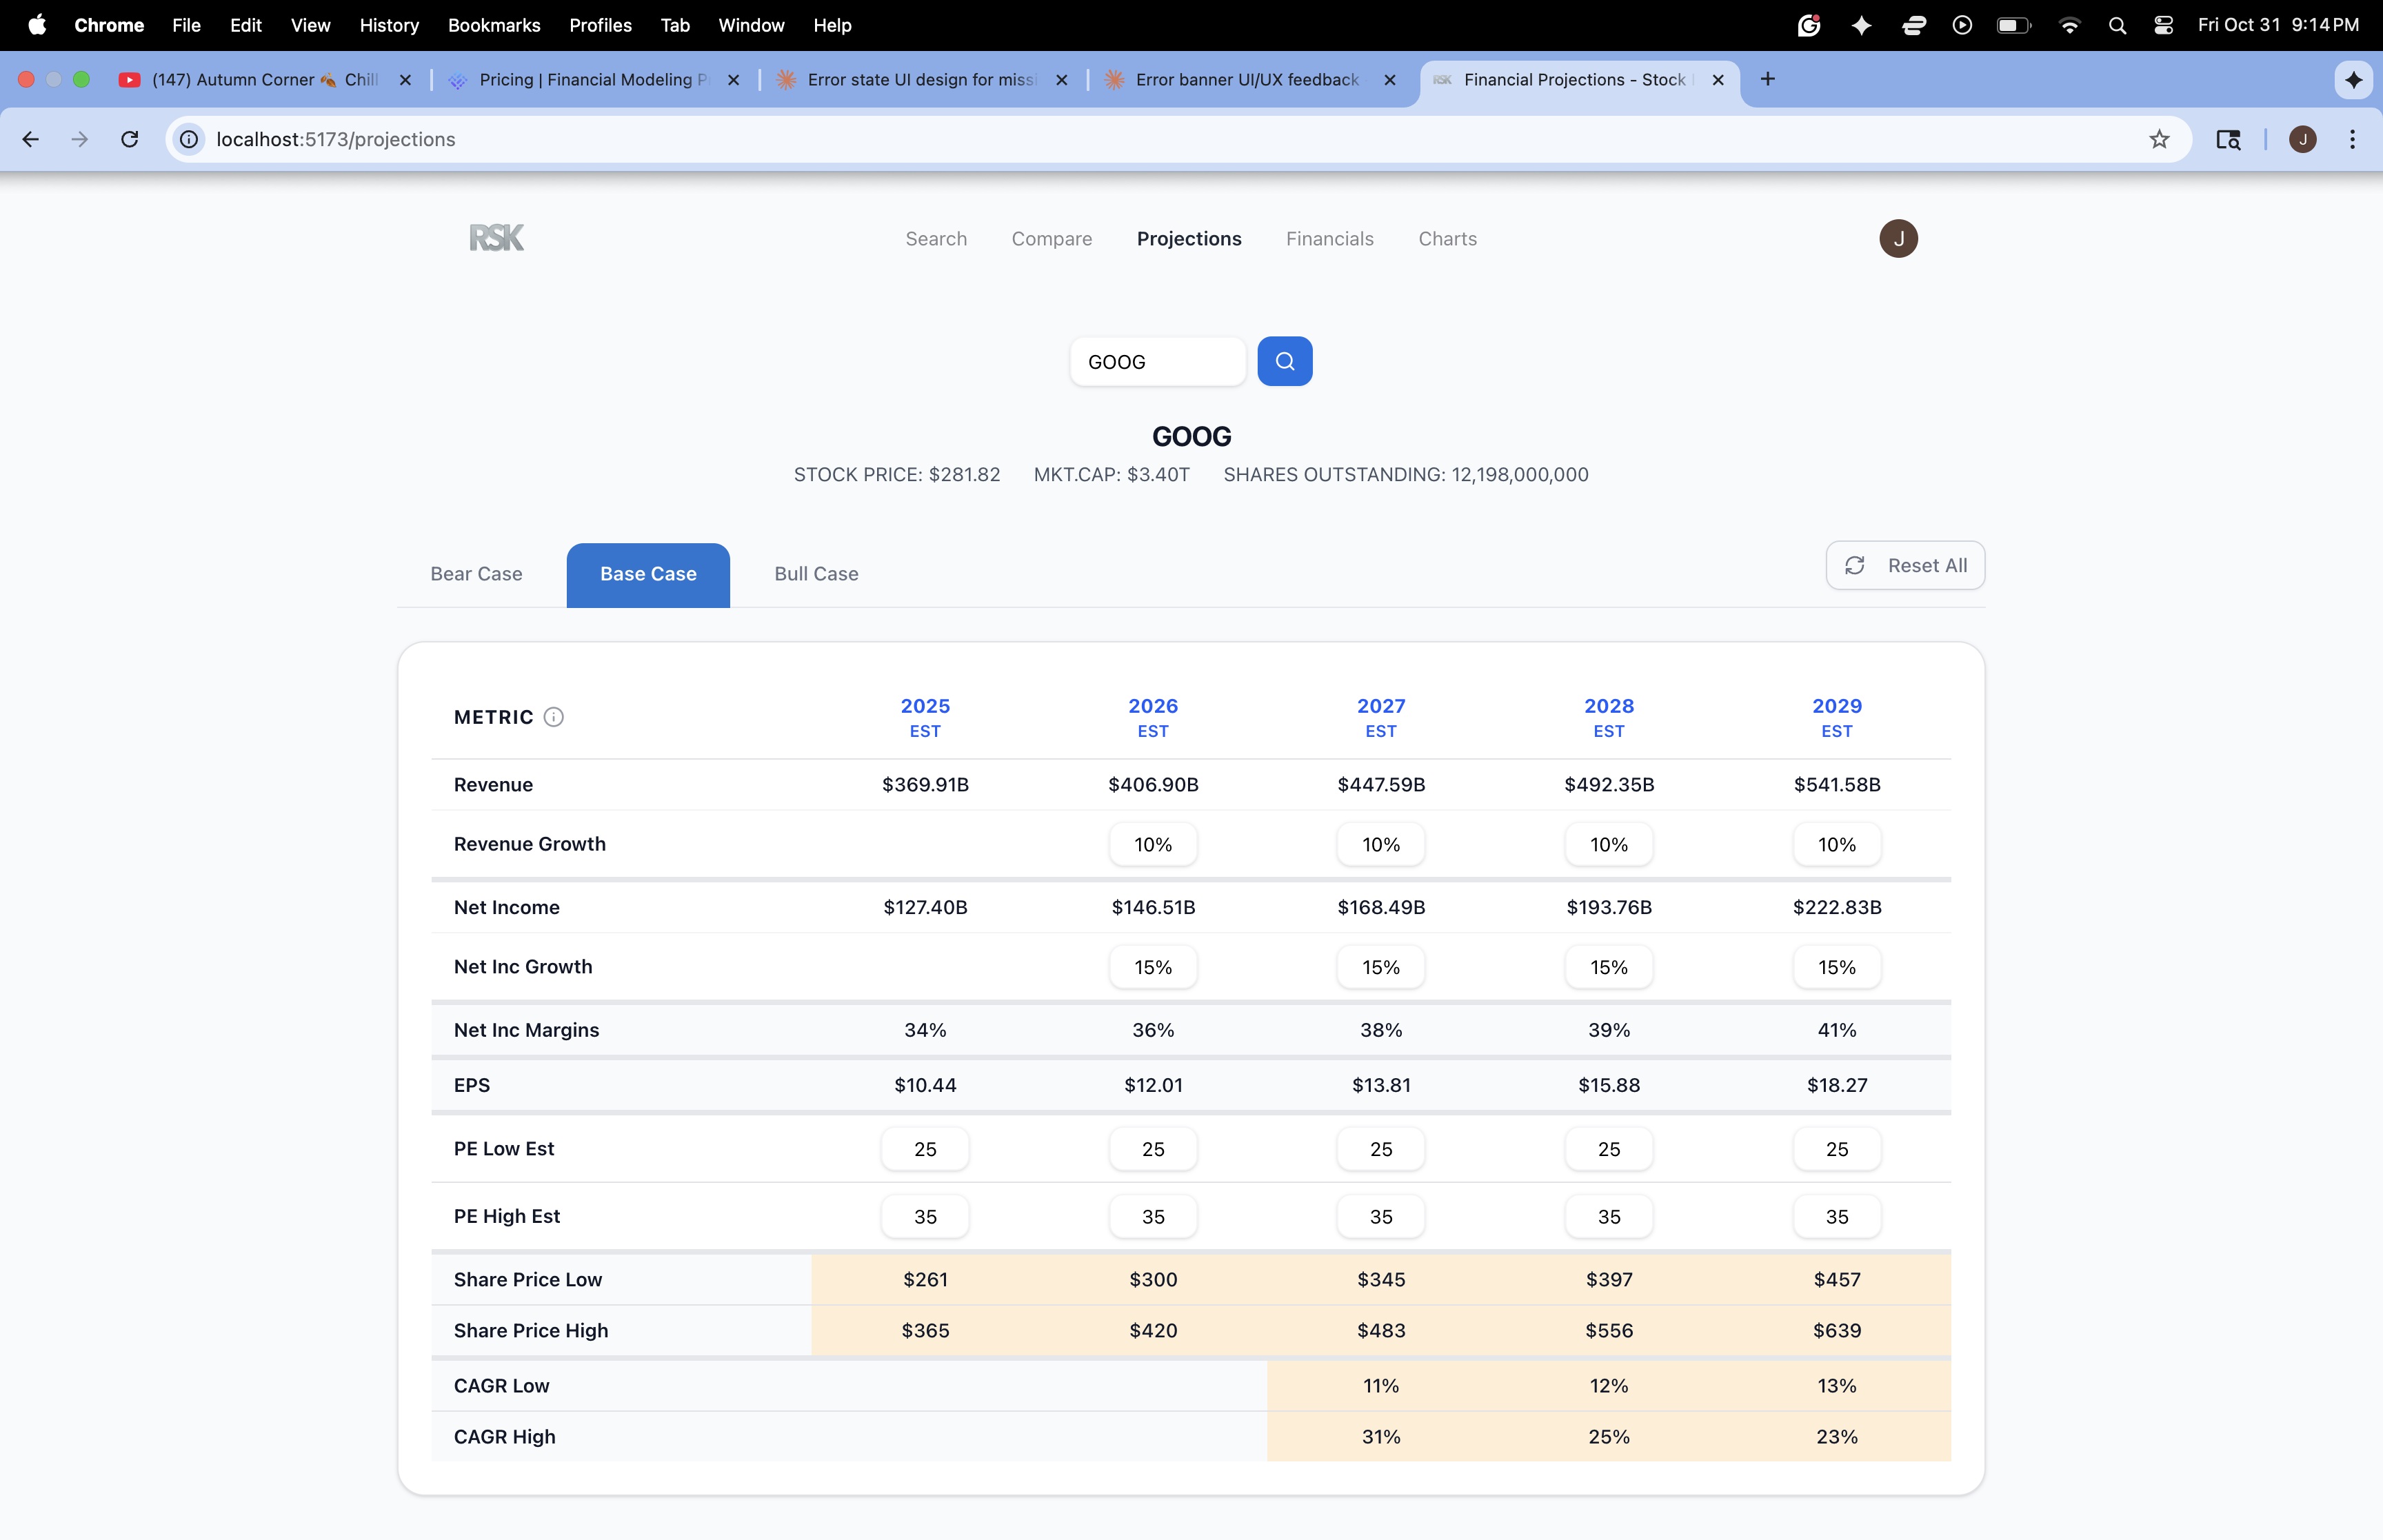 Chrome File Edit View History Bookmarks Profiles Tab Window Help Fri Oct 31 9:14 PM
(147) Autumn Corner 🍂 Chill Pricing | Financial Modeling P Error state UI design for missi Error banner UI/UX feedback RSK Financial Projections - Stock
localhost:5173/projections J
RSK Search Compare Projections Financials Charts J
GOOG
GOOG
STOCK PRICE: $281.82 MKT.CAP: $3.40T SHARES OUTSTANDING: 12,198,000,000
Bear Case Base Case Bull Case Reset All
METRIC 2025 2026 2027 2028 2029
EST EST EST EST EST
Revenue $369.91B $406.90B $447.59B $492.35B $541.58B
Revenue Growth 10% 10% 10% 10%
Net Income $127.40B $146.51B $168.49B $193.76B $222.83B
Net Inc Growth 15% 15% 15% 15%
Net Inc Margins 34% 36% 38% 39% 41%
EPS $10.44 $12.01 $13.81 $15.88 $18.27
PE Low Est 25 25 25 25 25
PE High Est 35 35 35 35 35
Share Price Low $261 $300 $345 $397 $457
Share Price High $365 $420 $483 $556 $639
CAGR Low 11% 12% 13%
CAGR High 31% 25% 23%